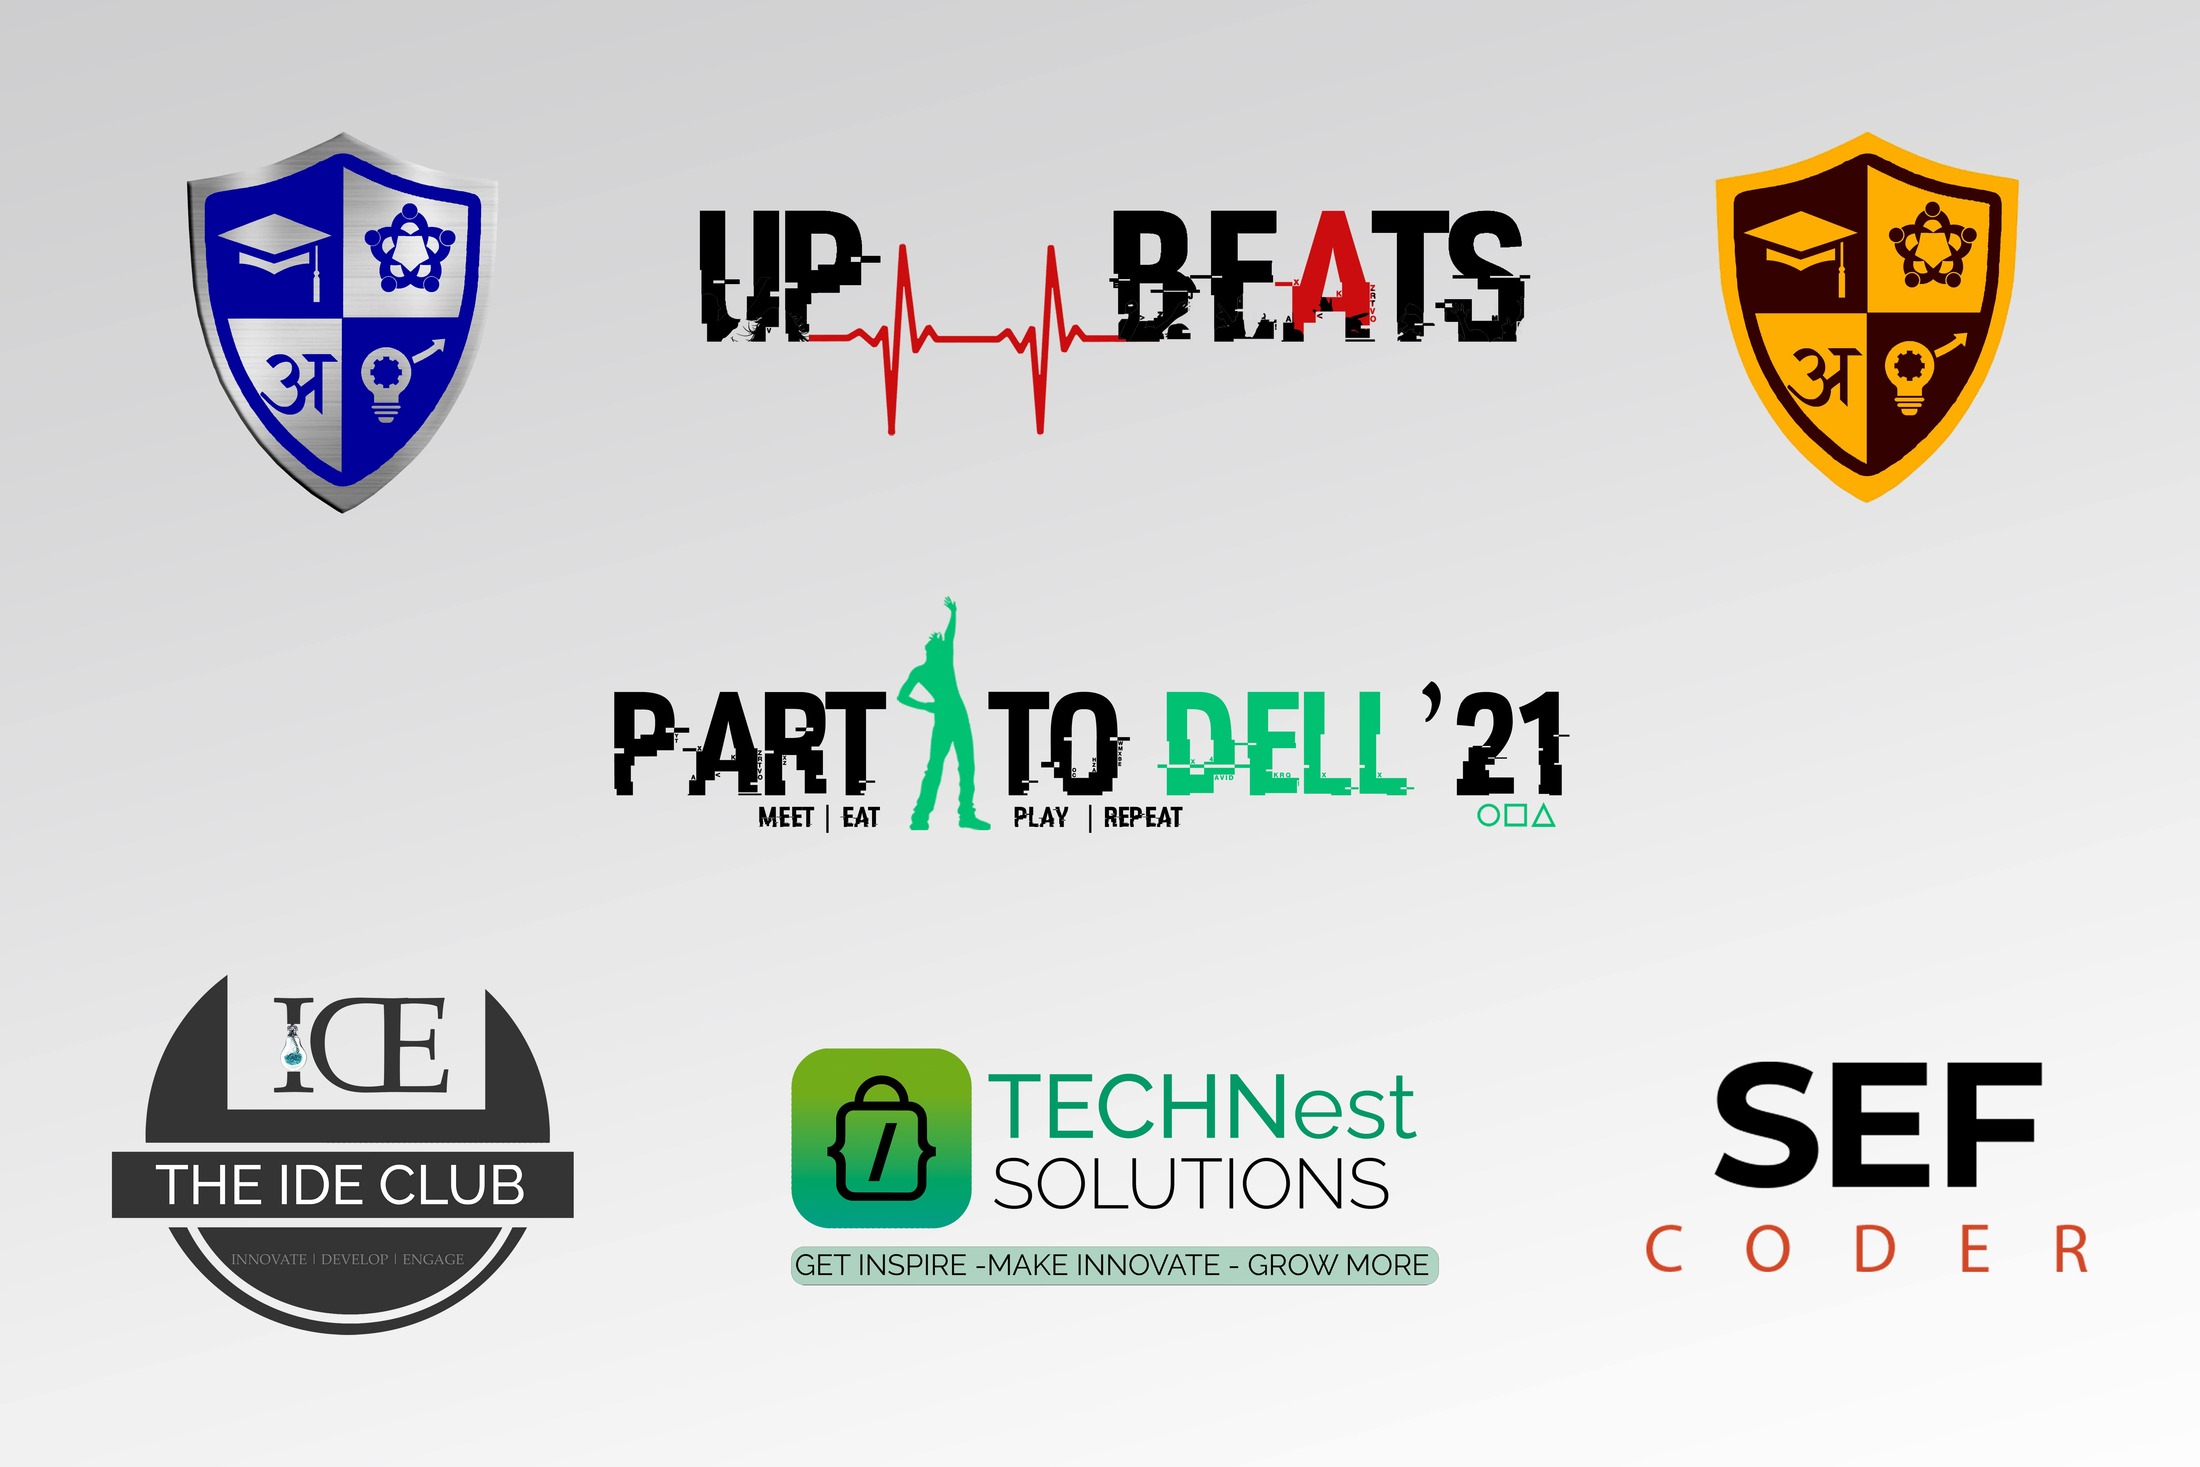 अ
UP BEATS
अ
PART TO DELL '21
MEET | EAT PLAY | REPEAT
IDE
THE IDE CLUB
INNOVATE | DEVELOP | ENGAGE
TECHNest
SOLUTIONS
GET INSPIRE -MAKE INNOVATE - GROW MORE
SEF
CODER